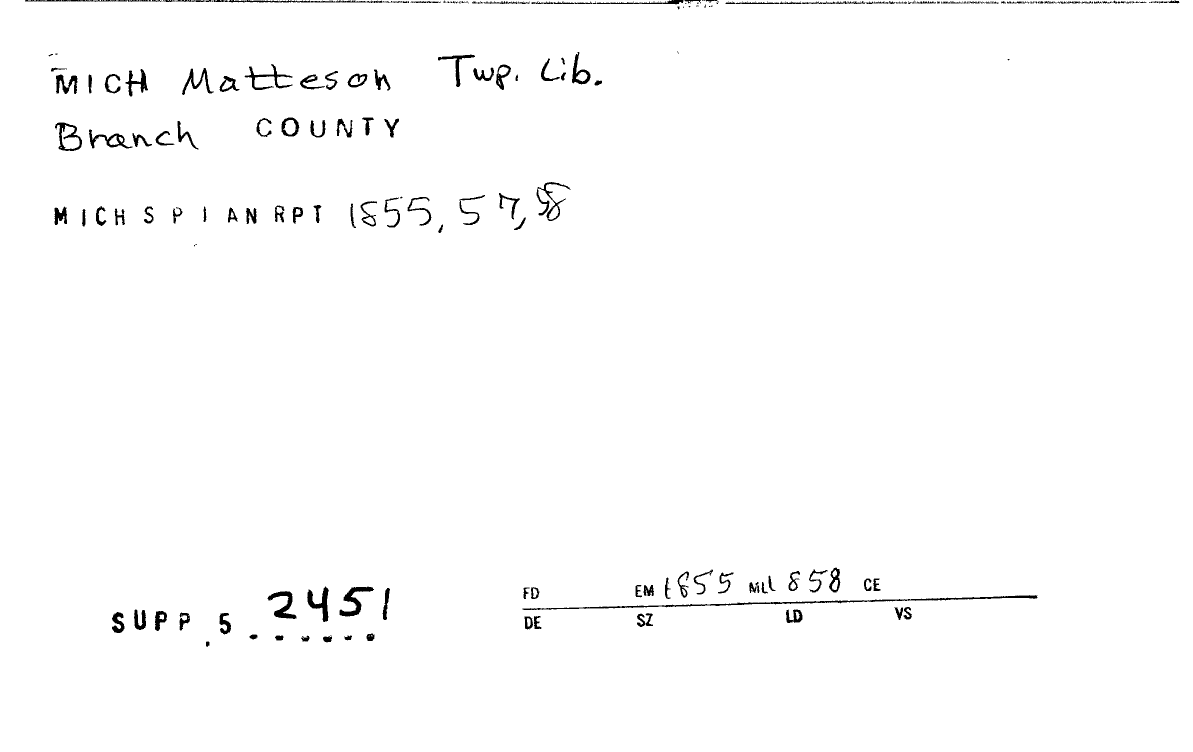 MICH Matteson Twp. Lib.
Branch COUNTY
MICH S P I AN RPT 1855, 57, 58
SUPP. 5 ...... 2451
FD EM 1855 ML 1858 CE
DE SZ LD VS